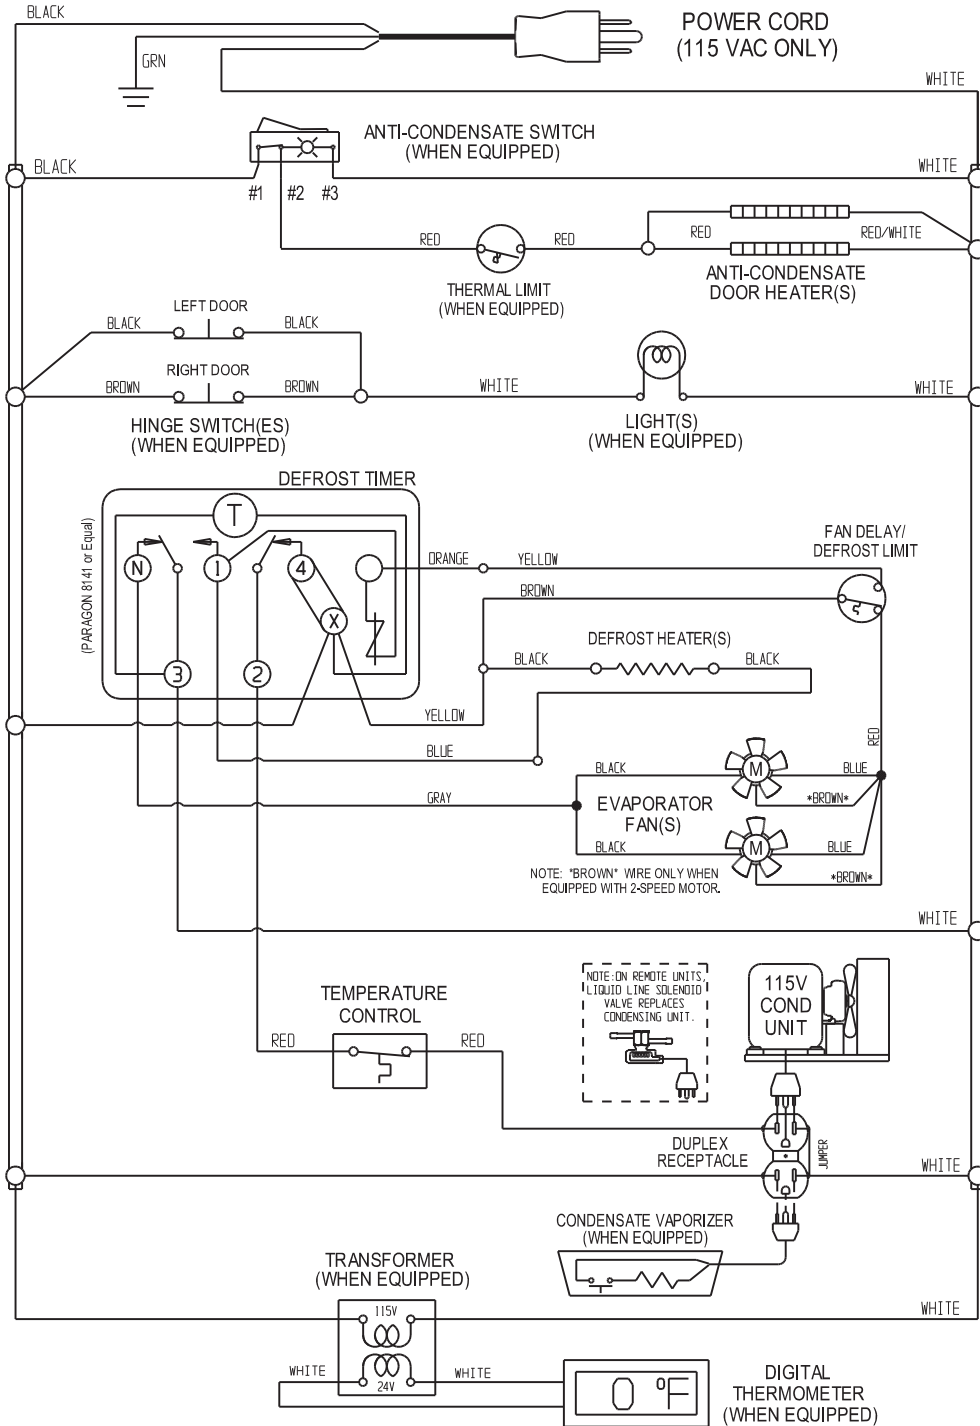 BLACK
POWER CORD
(115 VAC ONLY)
GRN
WHITE
ANTI-CONDENSATE SWITCH
(WHEN EQUIPPED)
BLACK
WHITE
#1 #2 #3
RED
RED
RED
RED/WHITE
THERMAL LIMIT
(WHEN EQUIPPED)
ANTI-CONDENSATE
DOOR HEATER(S)
LEFT DOOR
BLACK
BLACK
RIGHT DOOR
BROWN
BROWN
WHITE
WHITE
HINGE SWITCH(ES)
(WHEN EQUIPPED)
LIGHT(S)
(WHEN EQUIPPED)
DEFROST TIMER
(PARAGON 8141 or Equal)
T
N
1
4
X
3
2
ORANGE
YELLOW
FAN DELAY/
DEFROST LIMIT
BROWN
DEFROST HEATER(S)
BLACK
BLACK
YELLOW
BLUE
RED
BLACK
M
BLUE
GRAY
*BROWN*
EVAPORATOR
FAN(S)
BLACK
M
BLUE
*BROWN*
NOTE: "BROWN" WIRE ONLY WHEN
EQUIPPED WITH 2-SPEED MOTOR.
WHITE
NOTE:ON REMOTE UNITS,
LIQUID LINE SOLENOID
VALVE REPLACES
CONDENSING UNIT.
115V
COND
UNIT
TEMPERATURE
CONTROL
RED
RED
DUPLEX
RECEPTACLE
JUMPER
WHITE
CONDENSATE VAPORIZER
(WHEN EQUIPPED)
TRANSFORMER
(WHEN EQUIPPED)
115V
WHITE
WHITE
24V
WHITE
0 °F
DIGITAL
THERMOMETER
(WHEN EQUIPPED)